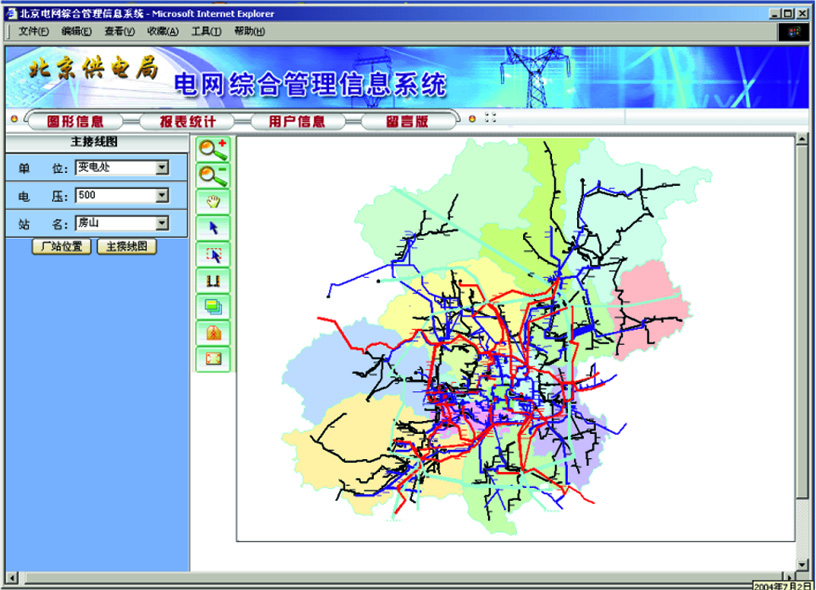 北京电网综合管理信息系统 - Microsoft Internet Explorer
文件(F) 编辑(E) 查看(V) 收藏(A) 工具(T) 帮助(H)
北京供电局
电网综合管理信息系统
图形信息 报表统计 用户信息 留言版
主接线图
单 位: 变电处
电 压: 500
站 名: 房山
厂站位置 主接线图
2004年7月2日